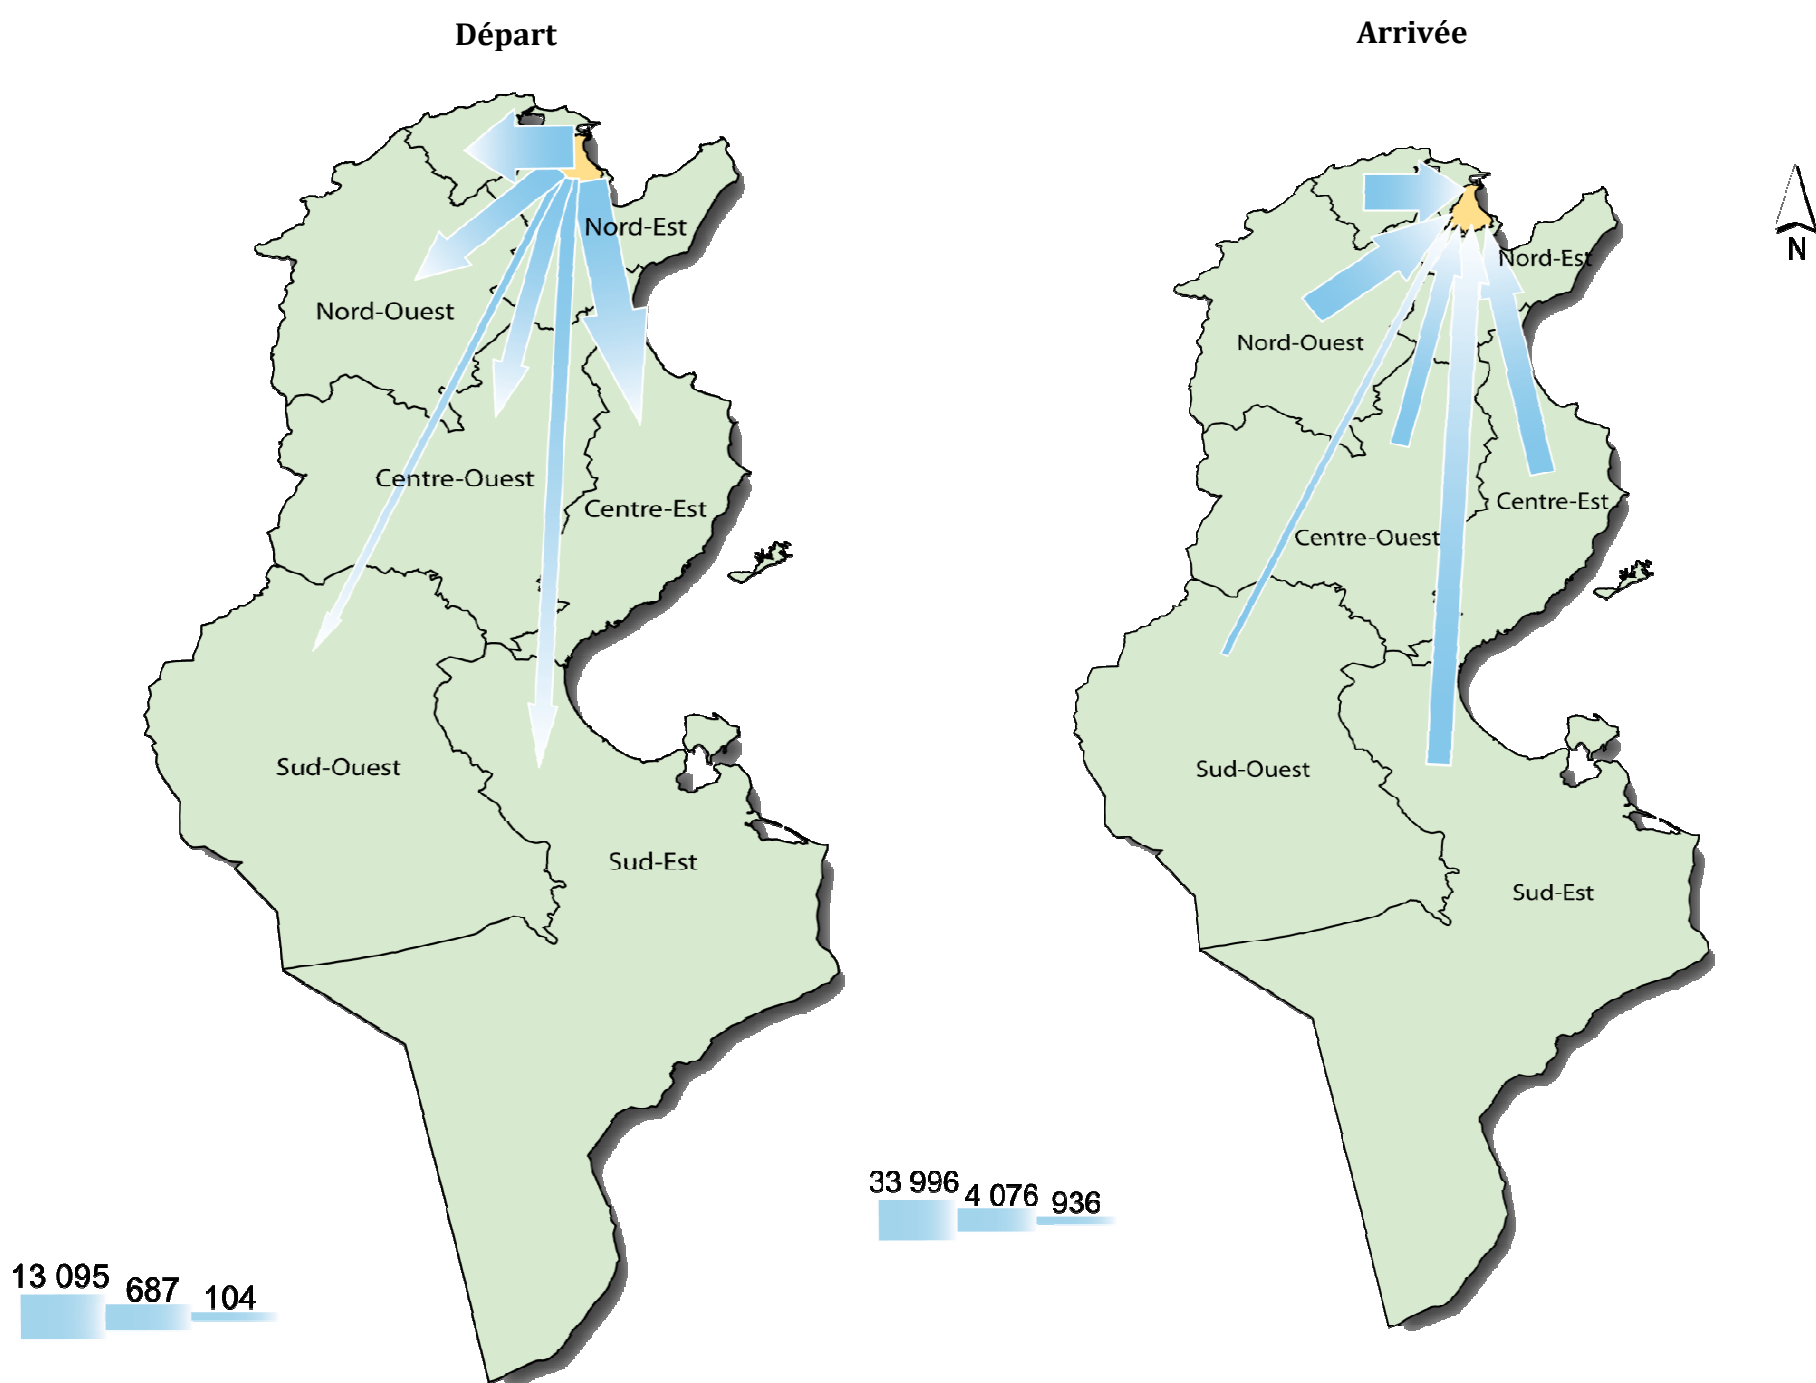 Départ
Nord-Est
Nord-Ouest
Centre-Ouest
Centre-Est
Sud-Ouest
Sud-Est
13 095 687 104
Arrivée
N
Nord-Est
Nord-Ouest
Centre-Est
Centre-Ouest
Sud-Ouest
Sud-Est
33 996 4 076 936